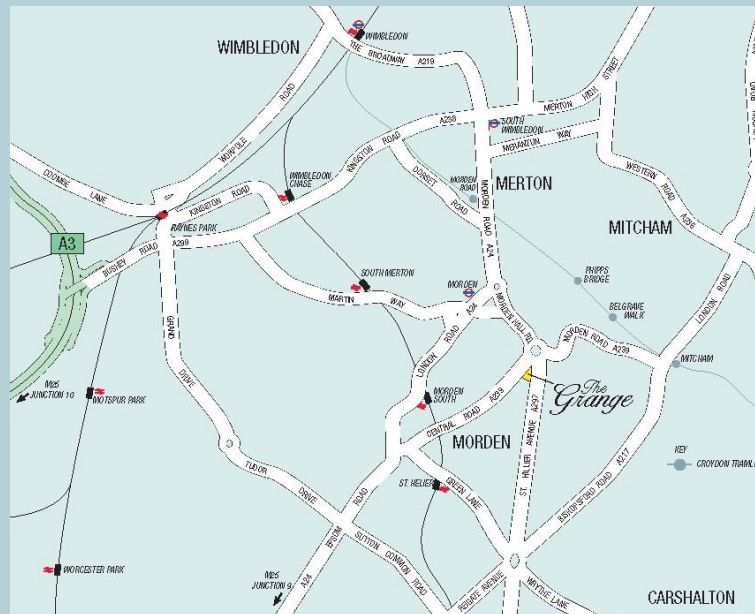 WIMBLEDON
WIMBLEDON
THE BROADWAY A219
MERTON HIGH STREET
A238
SOUTH
WIMBLEDON
MERANTUN WAY
KINGSTON ROAD
WORPLE ROAD
COOMBE LANE
WIMBLEDON
CHASE
KINGSTON ROAD
DORSET ROAD
MORDEN
ROAD
MERTON
MORDEN ROAD A24
WESTERN ROAD A236
MITCHAM
RAYNES PARK
A3
BUSHEY ROAD A298
SOUTH MERTON
MORDEN
PHIPPS
BRIDGE
BELGRAVE
WALK
LONDON ROAD
MARTIN WAY
A24
LONDON ROAD
MORDEN HALL RD.
MORDEN ROAD A239
MITCHAM
GRAND DRIVE
M25
JUNCTION 10
MOTSPUR PARK
MORDEN
SOUTH
The
Grange
CENTRAL ROAD A239
MORDEN
ST. HELIER AVENUE A297
KEY
CROYDON TRAMLI
ST. HELIER
GREEN LANE
BISHOPSFORD ROAD A217
TUDOR DRIVE
A24 EPSOM ROAD
SUTTON COMMON ROAD
WORCESTER PARK
M25
JUNCTION 9
REIGATE AVENUE
WRYTHE LANE
CARSHALTON